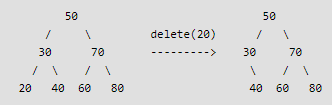 50 50
/ \ delete(20) / \
30 70 ---------> 30 70
/ \ / \ \ / \
20 40 60 80 40 60 80